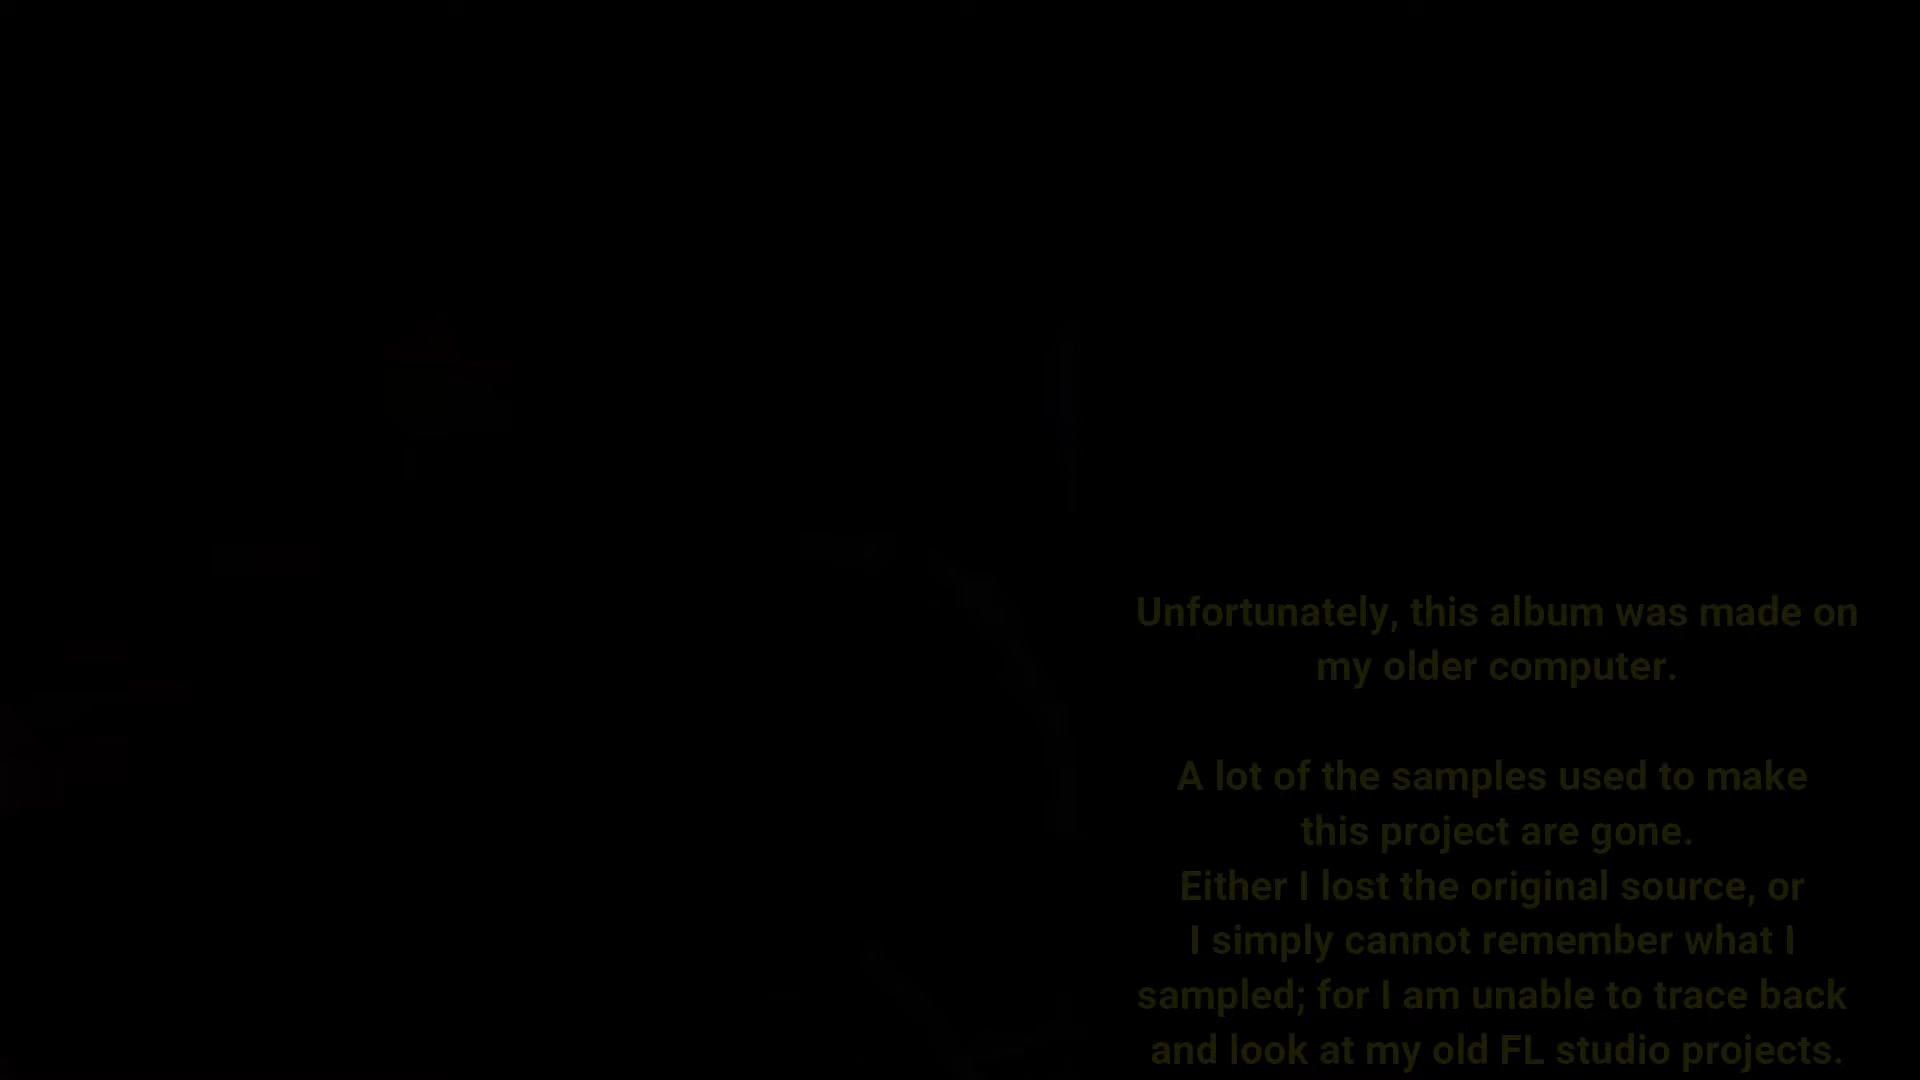 Unfortunately, this album was made on
my older computer.
A lot of the samples used to make
this project are gone.
Either I lost the original source, or
I simply cannot remember what I
sampled; for I am unable to trace back
and look at my old FL studio projects.